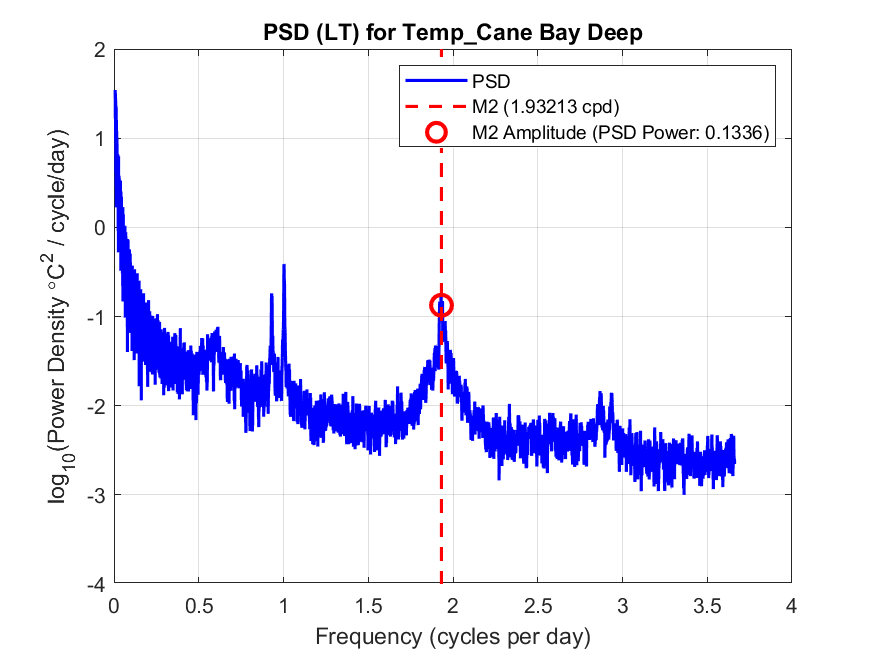 PSD (LT) for Temp_Cane Bay Deep
PSD
M2 (1.93213 cpd)
M2 Amplitude (PSD Power: 0.1336)
log10(Power Density °C2 / cycle/day)
2
1
0
-1
-2
-3
-4
0 0.5 1 1.5 2 2.5 3 3.5 4
Frequency (cycles per day)